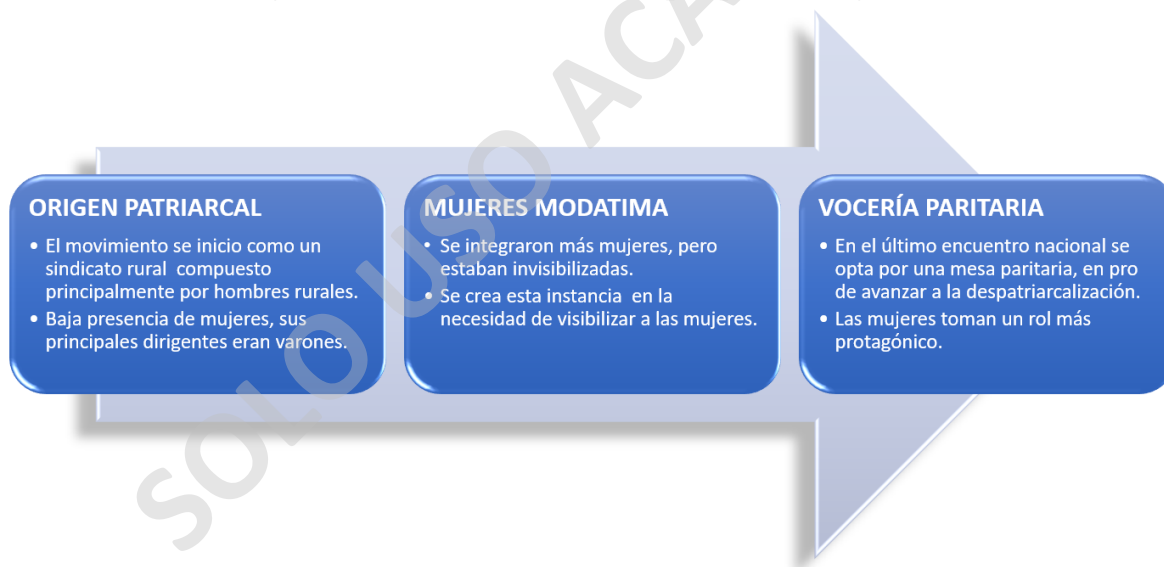 ORIGEN PATRIARCAL
• El movimiento se inicio como un
sindicato rural compuesto
principalmente por hombres rurales.
• Baja presencia de mujeres, sus
principales dirigentes eran varones.
MUJERES MODATIMA
• Se integraron más mujeres, pero
estaban invisibilizadas.
• Se crea esta instancia en la
necesidad de visibilizar a las mujeres.
VOCERÍA PARITARIA
• En el último encuentro nacional se
opta por una mesa paritaria, en pro
de avanzar a la despatriarcalización.
• Las mujeres toman un rol más
protagónico.
SOLO USO ACA